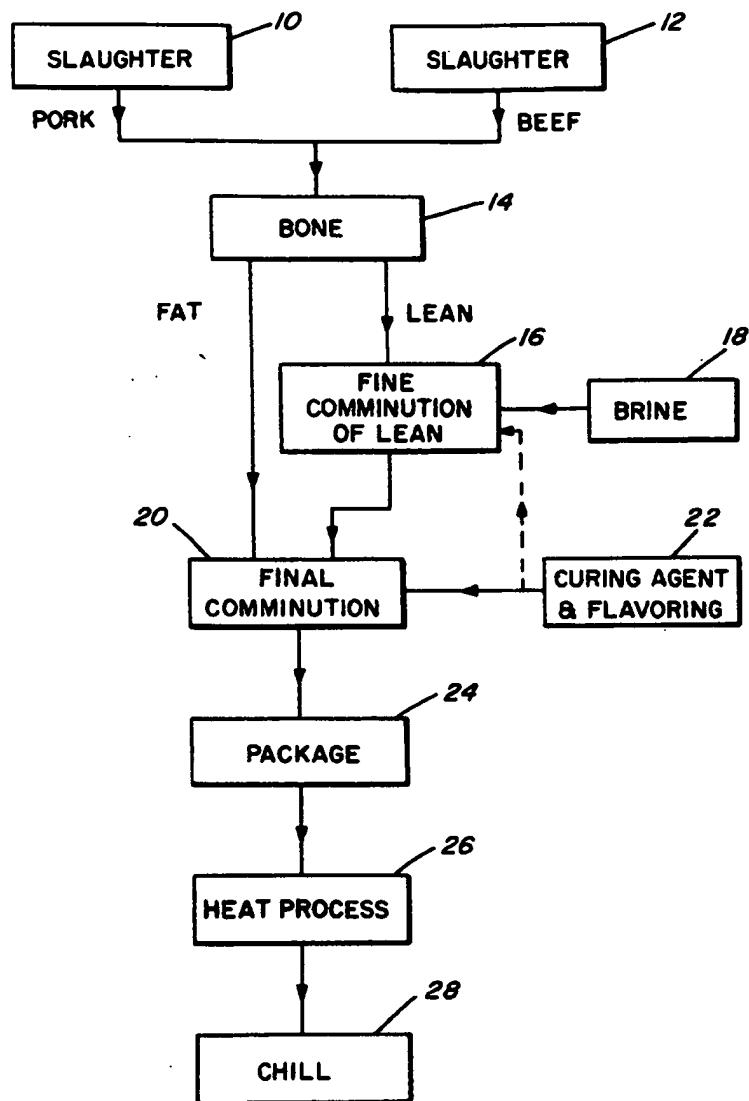 10
12
SLAUGHTER
SLAUGHTER
PORK
BEEF
14
BONE
FAT
LEAN
16
18
FINE
COMMINUTION
OF LEAN
BRINE
20
22
FINAL
COMMINUTION
CURING AGENT
& FLAVORING
24
PACKAGE
26
HEAT PROCESS
28
CHILL